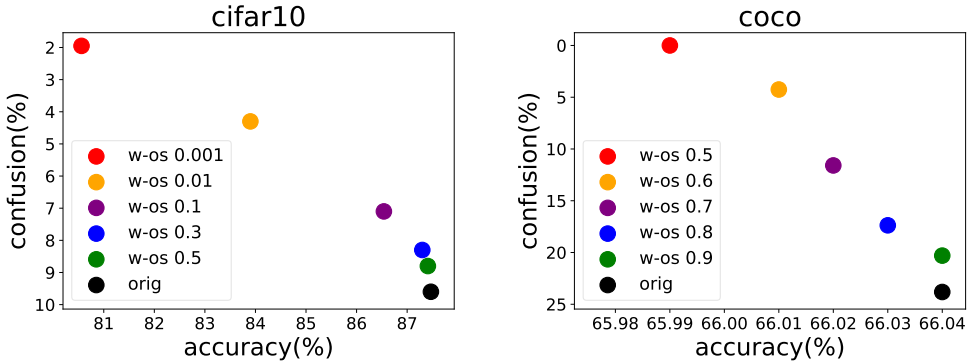 cifar10
confusion(%)
2
3
4
5
6
7
8
9
10
w-os 0.001
w-os 0.01
w-os 0.1
w-os 0.3
w-os 0.5
orig
81 82 83 84 85 86 87
accuracy(%)
coco
confusion(%)
0
5
10
15
20
25
w-os 0.5
w-os 0.6
w-os 0.7
w-os 0.8
w-os 0.9
orig
65.98 65.99 66.00 66.01 66.02 66.03 66.04
accuracy(%)